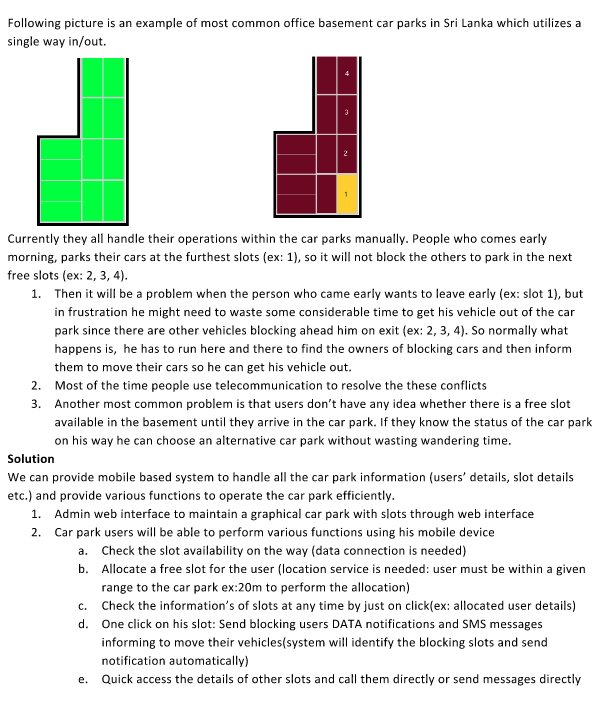 Following picture is an example of most common office basement car parks in Sri Lanka which utilizes a
single way in/out.
4
3
2
1
Currently they all handle their operations within the car parks manually. People who comes early
morning, parks their cars at the furthest slots (ex: 1), so it will not block the others to park in the next
free slots (ex: 2, 3, 4).
1. Then it will be a problem when the person who came early wants to leave early (ex: slot 1), but
in frustration he might need to waste some considerable time to get his vehicle out of the car
park since there are other vehicles blocking ahead him on exit (ex: 2, 3, 4). So normally what
happens is, he has to run here and there to find the owners of blocking cars and then inform
them to move their cars so he can get his vehicle out.
2. Most of the time people use telecommunication to resolve the these conflicts
3. Another most common problem is that users don't have any idea whether there is a free slot
available in the basement until they arrive in the car park. If they know the status of the car park
on his way he can choose an alternative car park without wasting wandering time.
Solution
We can provide mobile based system to handle all the car park information (users' details, slot details
etc.) and provide various functions to operate the car park efficiently.
1. Admin web interface to maintain a graphical car park with slots through web interface
2. Car park users will be able to perform various functions using his mobile device
a. Check the slot availability on the way (data connection is needed)
b. Allocate a free slot for the user (location service is needed: user must be within a given
range to the car park ex:20m to perform the allocation)
c. Check the information's of slots at any time by just on click(ex: allocated user details)
d. One click on his slot: Send blocking users DATA notifications and SMS messages
informing to move their vehicles(system will identify the blocking slots and send
notification automatically)
e. Quick access the details of other slots and call them directly or send messages directly